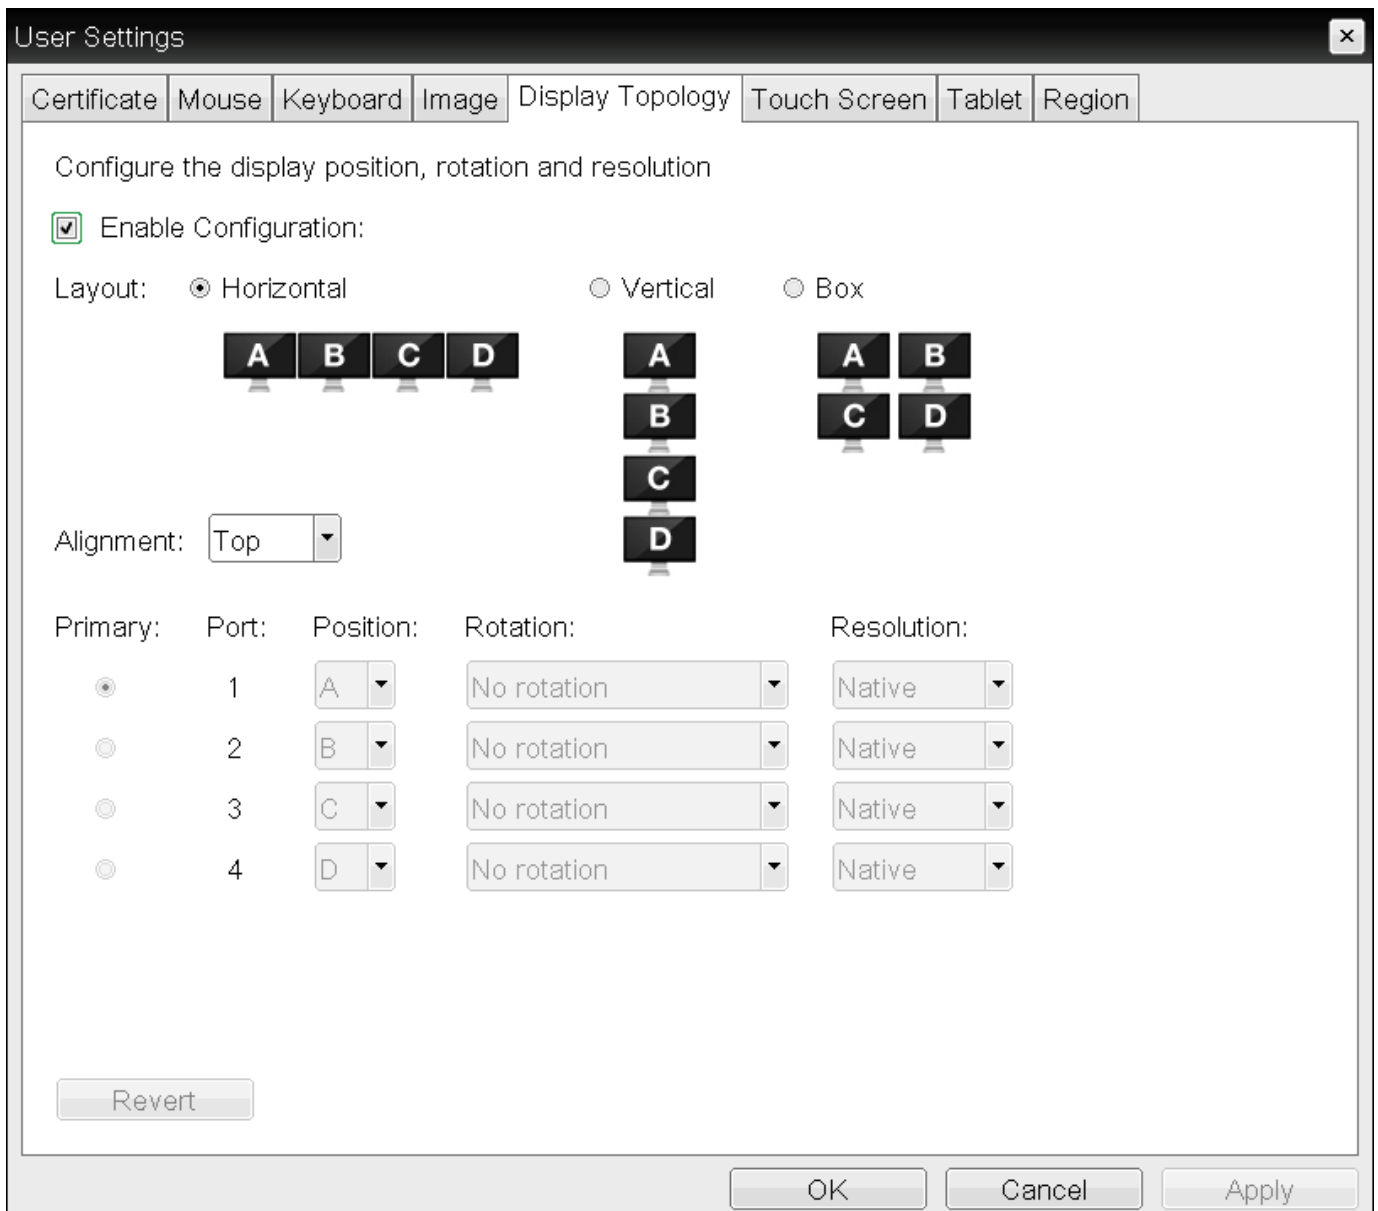 User Settings
Certificate Mouse Keyboard Image Display Topology Touch Screen Tablet Region
Configure the display position, rotation and resolution
Enable Configuration:
Layout: Horizontal Vertical Box
A B C D A A B
B C D
C
D
Alignment: Top
Primary: Port: Position: Rotation: Resolution:
1 A No rotation Native
2 B No rotation Native
3 C No rotation Native
4 D No rotation Native
Revert
OK Cancel Apply